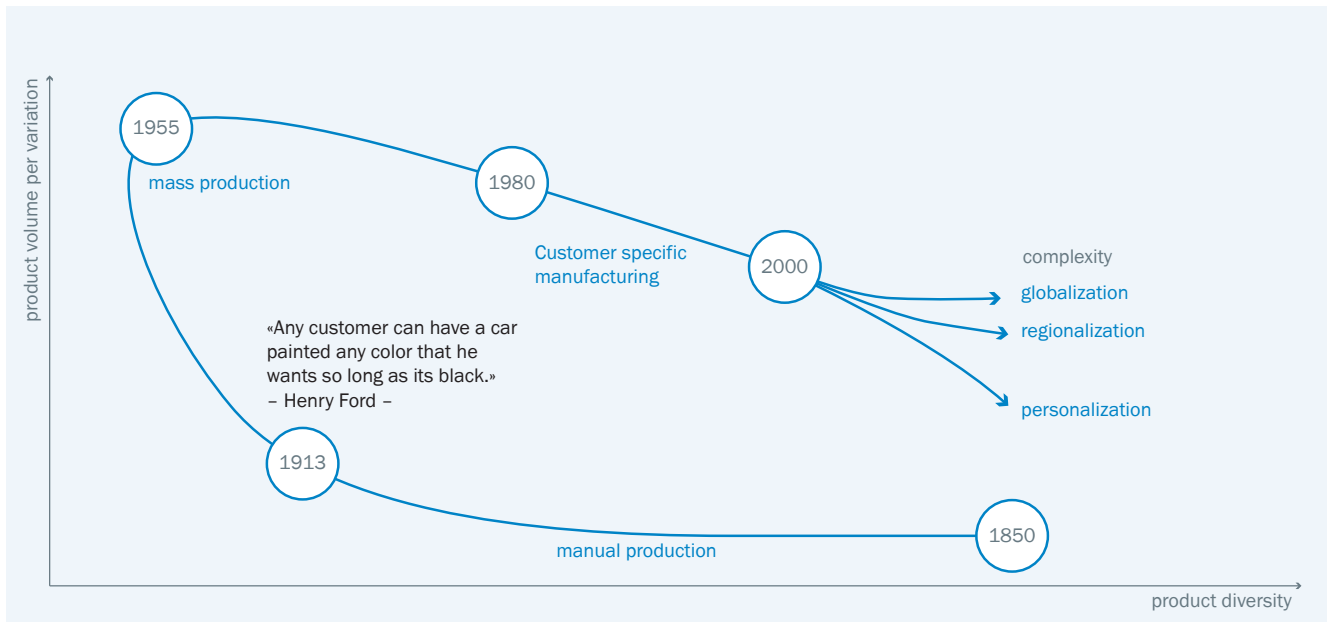 product volume per variation
1955
mass production
1980
Customer specific
manufacturing
2000
complexity
globalization
regionalization
personalization
«Any customer can have a car
painted any color that he
wants so long as its black.»
– Henry Ford –
1913
manual production
1850
product diversity